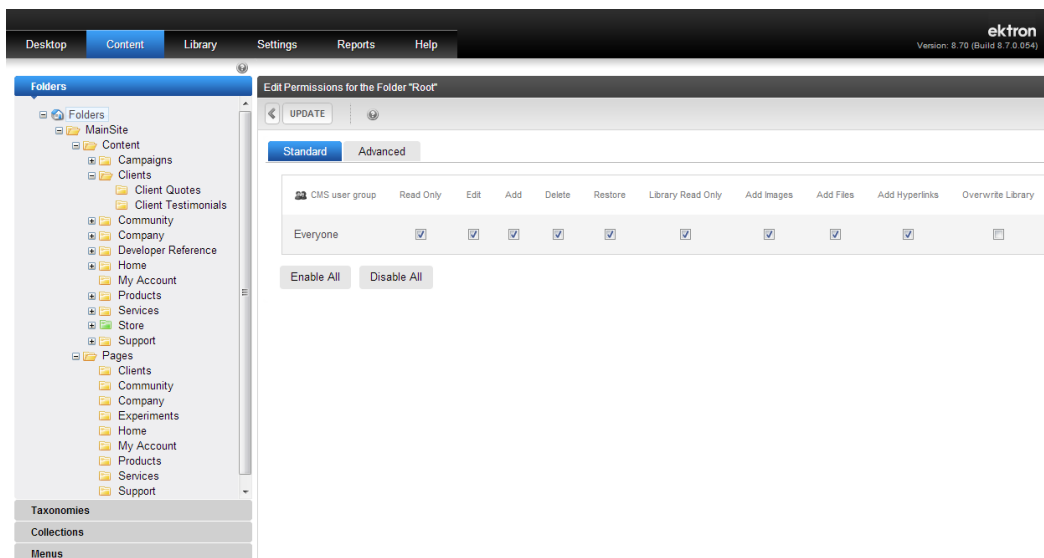 ektron
Desktop Content Library Settings Reports Help
Version: 8.70 (Build 8.7.0.054)
Folders
Folders
MainSite
Content
Campaigns
Clients
Client Quotes
Client Testimonials
Community
Company
Developer Reference
Home
My Account
Products
Services
Store
Support
Pages
Clients
Community
Company
Experiments
Home
My Account
Products
Services
Support
Taxonomies
Collections
Menus
Edit Permissions for the Folder "Root"
UPDATE
Standard Advanced
CMS user group Read Only Edit Add Delete Restore Library Read Only Add Images Add Files Add Hyperlinks Overwrite Library
Everyone
Enable All Disable All